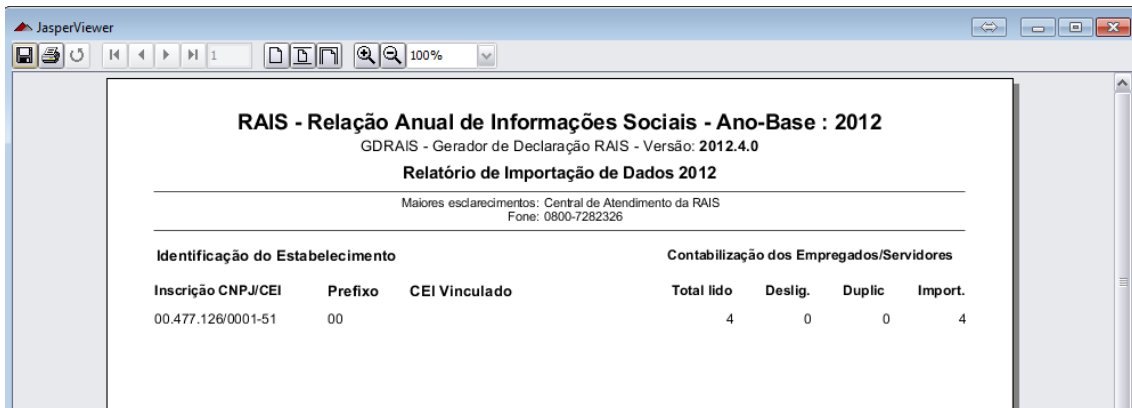 JasperViewer
1
100%
RAIS - Relação Anual de Informações Sociais - Ano-Base : 2012
GDRAIS - Gerador de Declaração RAIS - Versão: 2012.4.0
Relatório de Importação de Dados 2012
Maiores esclarecimentos: Central de Atendimento da RAIS
Fone: 0800-7282326
Identificação do Estabelecimento Contabilização dos Empregados/Servidores
Inscrição CNPJ/CEI Prefixo CEI Vinculado Total lido Deslig. Duplic Import.
00.477.126/0001-51 00 4 0 0 4